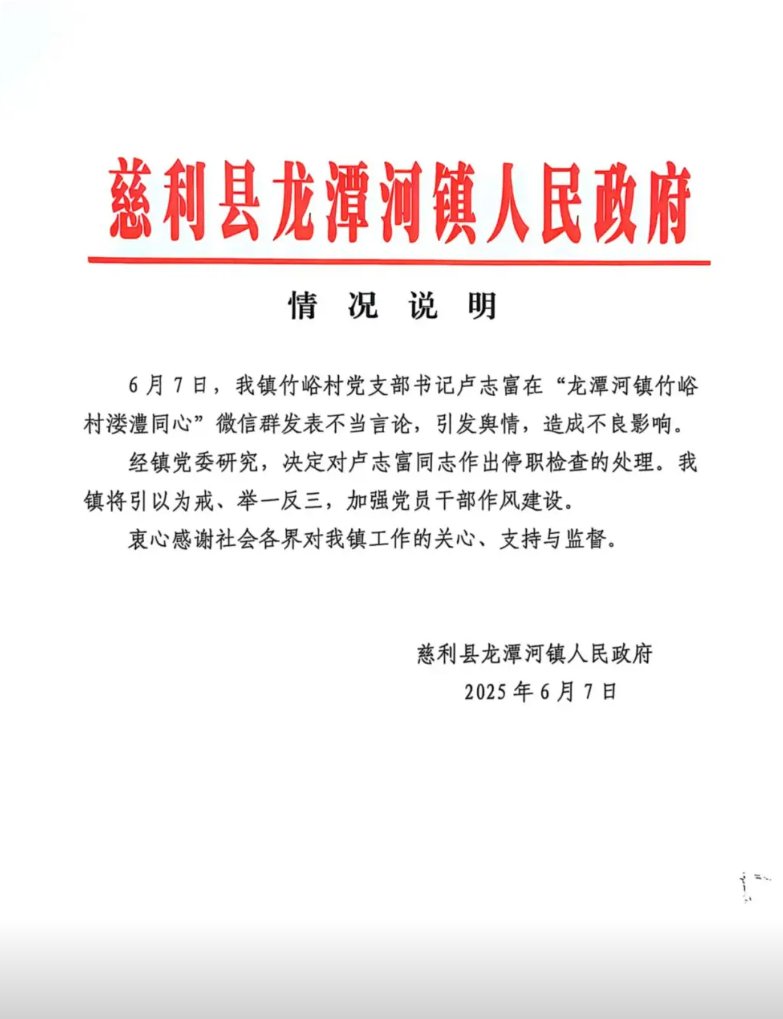 慈利县龙潭河镇人民政府
情况说明
6月7日，我镇竹峪村党支部书记卢志富在“龙潭河镇竹峪
村溇澧同心”微信群发表不当言论，引发舆情，造成不良影响。
经镇党委研究，决定对卢志富同志作出停职检查的处理。我
镇将引以为戒、举一反三，加强党员干部作风建设。
衷心感谢社会各界对我镇工作的关心、支持与监督。
慈利县龙潭河镇人民政府
2025年6月7日